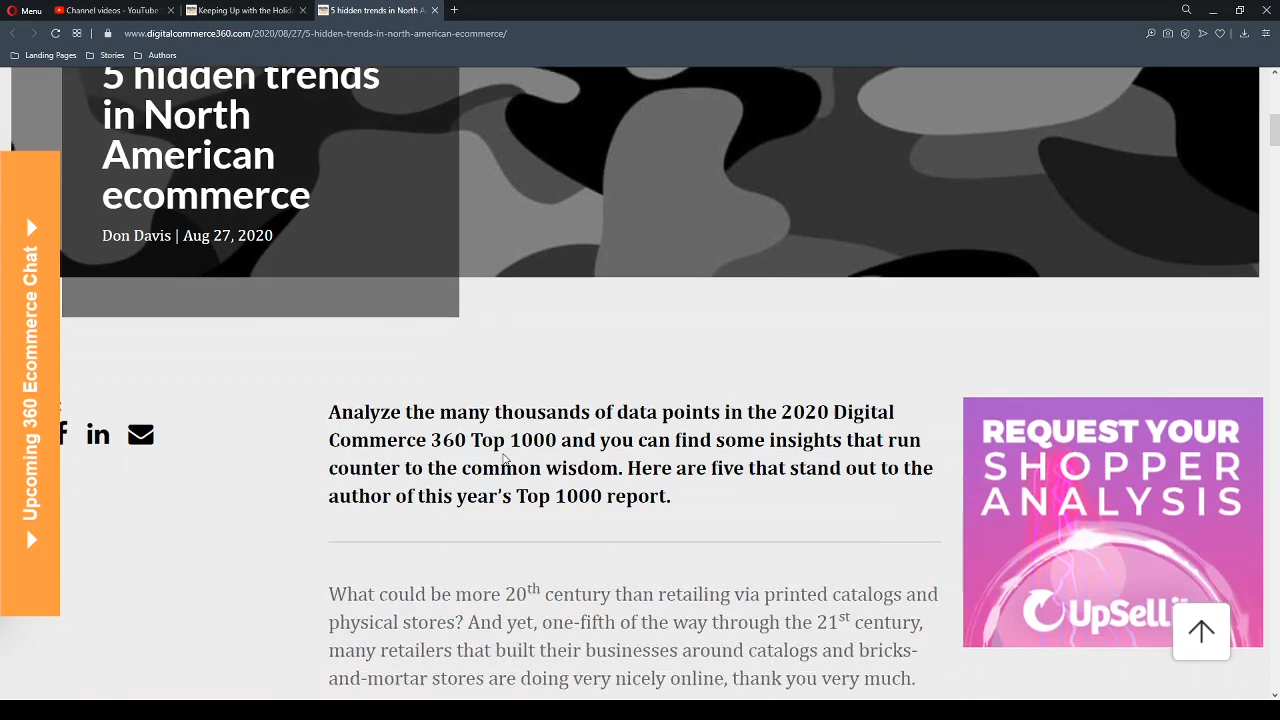 Menu
Channel videos - YouTube
Keeping Up with the Holid
5 hidden trends in North A
www.digitalcommerce360.com/2020/08/27/5-hidden-trends-in-north-american-ecommerce/
Landing Pages
Stories
Authors
5 hidden trends
in North
American
ecommerce
Don Davis | Aug 27, 2020
Upcoming 360 Ecommerce Chat
Analyze the many thousands of data points in the 2020 Digital
Commerce 360 Top 1000 and you can find some insights that run
counter to the common wisdom. Here are five that stand out to the
author of this year's Top 1000 report.
REQUEST YOUR
SHOPPER
ANALYSIS
UpSellit
What could be more 20th century than retailing via printed catalogs and
physical stores? And yet, one-fifth of the way through the 21st century,
many retailers that built their businesses around catalogs and bricks-
and-mortar stores are doing very nicely online, thank you very much.